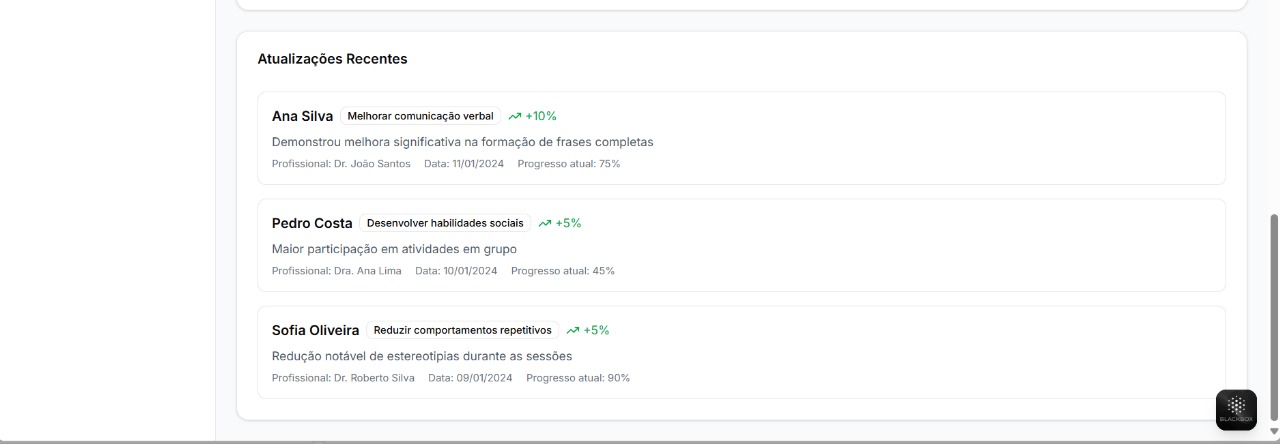 Atualizações Recentes
Ana Silva Melhorar comunicação verbal +10%
Demonstrou melhora significativa na formação de frases completas
Profissional: Dr. João Santos Data: 11/01/2024 Progresso atual: 75%
Pedro Costa Desenvolver habilidades sociais +5%
Maior participação em atividades em grupo
Profissional: Dra. Ana Lima Data: 10/01/2024 Progresso atual: 45%
Sofia Oliveira Reduzir comportamentos repetitivos +5%
Redução notável de estereotipias durante as sessões
Profissional: Dr. Roberto Silva Data: 09/01/2024 Progresso atual: 90%
BLACKBOX